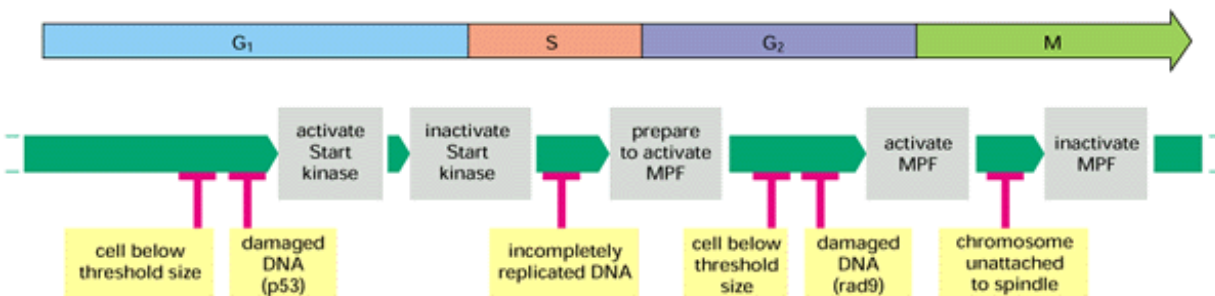 G₁ S G₂ M
activate
Start
kinase
inactivate
Start
kinase
prepare
to activate
MPF
activate
MPF
inactivate
MPF
cell below
threshold size
damaged
DNA
(p53)
incompletely
replicated DNA
cell below
threshold
size
damaged
DNA
(rad9)
chromosome
unattached
to spindle